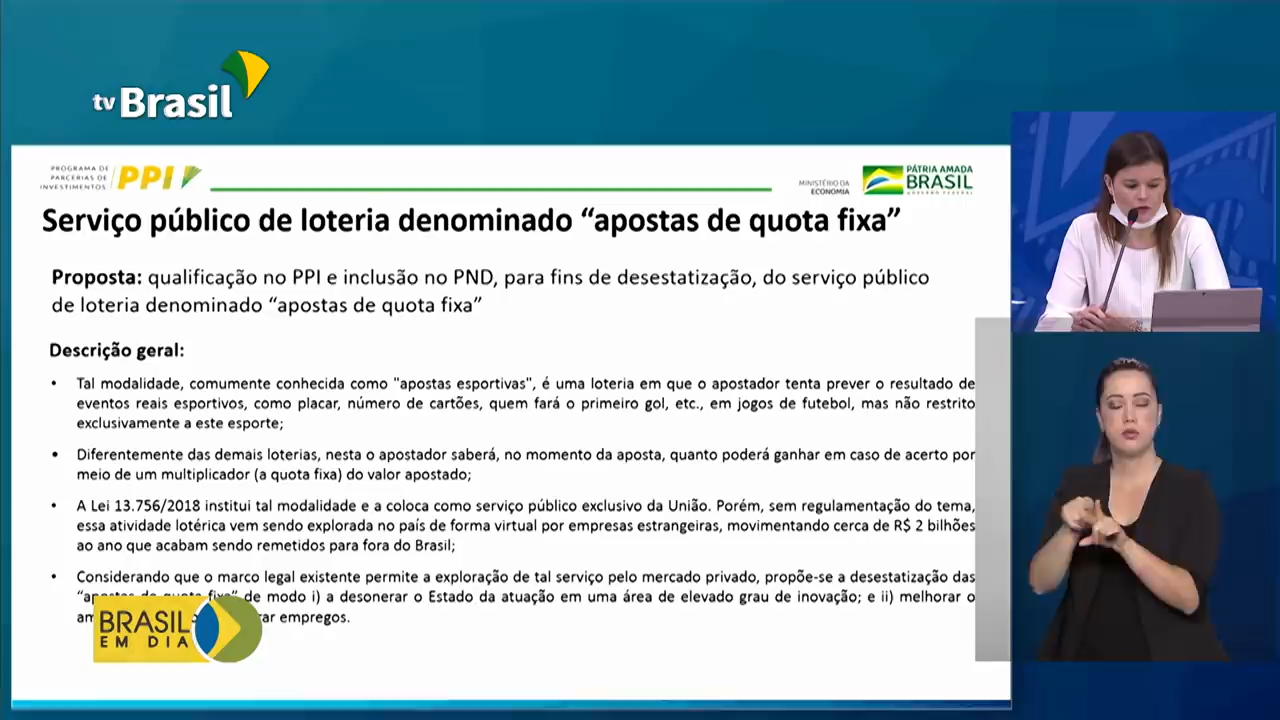 tv Brasil
PROGRAMA DE
PARCERIAS DE
INVESTIMENTOS
PPI
MINISTÉRIO DA
ECONOMIA
PÁTRIA AMADA
BRASIL
GOVERNO FEDERAL
Serviço público de loteria denominado “apostas de quota fixa”
Proposta: qualificação no PPI e inclusão no PND, para fins de desestatização, do serviço público
de loteria denominado “apostas de quota fixa”
Descrição geral:
• Tal modalidade, comumente conhecida como "apostas esportivas", é uma loteria em que o apostador tenta prever o resultado de
eventos reais esportivos, como placar, número de cartões, quem fará o primeiro gol, etc., em jogos de futebol, mas não restrito
exclusivamente a este esporte;
• Diferentemente das demais loterias, nesta o apostador saberá, no momento da aposta, quanto poderá ganhar em caso de acerto por
meio de um multiplicador (a quota fixa) do valor apostado;
• A Lei 13.756/2018 institui tal modalidade e a coloca como serviço público exclusivo da União. Porém, sem regulamentação do tema,
essa atividade lotérica vem sendo explorada no país de forma virtual por empresas estrangeiras, movimentando cerca de R$ 2 bilhões
ao ano que acabam sendo remetidos para fora do Brasil;
• Considerando que o marco legal existente permite a exploração de tal serviço pelo mercado privado, propõe-se a desestatização das
“apostas de quota fixa” de modo i) a desonerar o Estado da atuação em uma área de elevado grau de inovação; e ii) melhorar o
empregos.
BRASIL
EM DIA